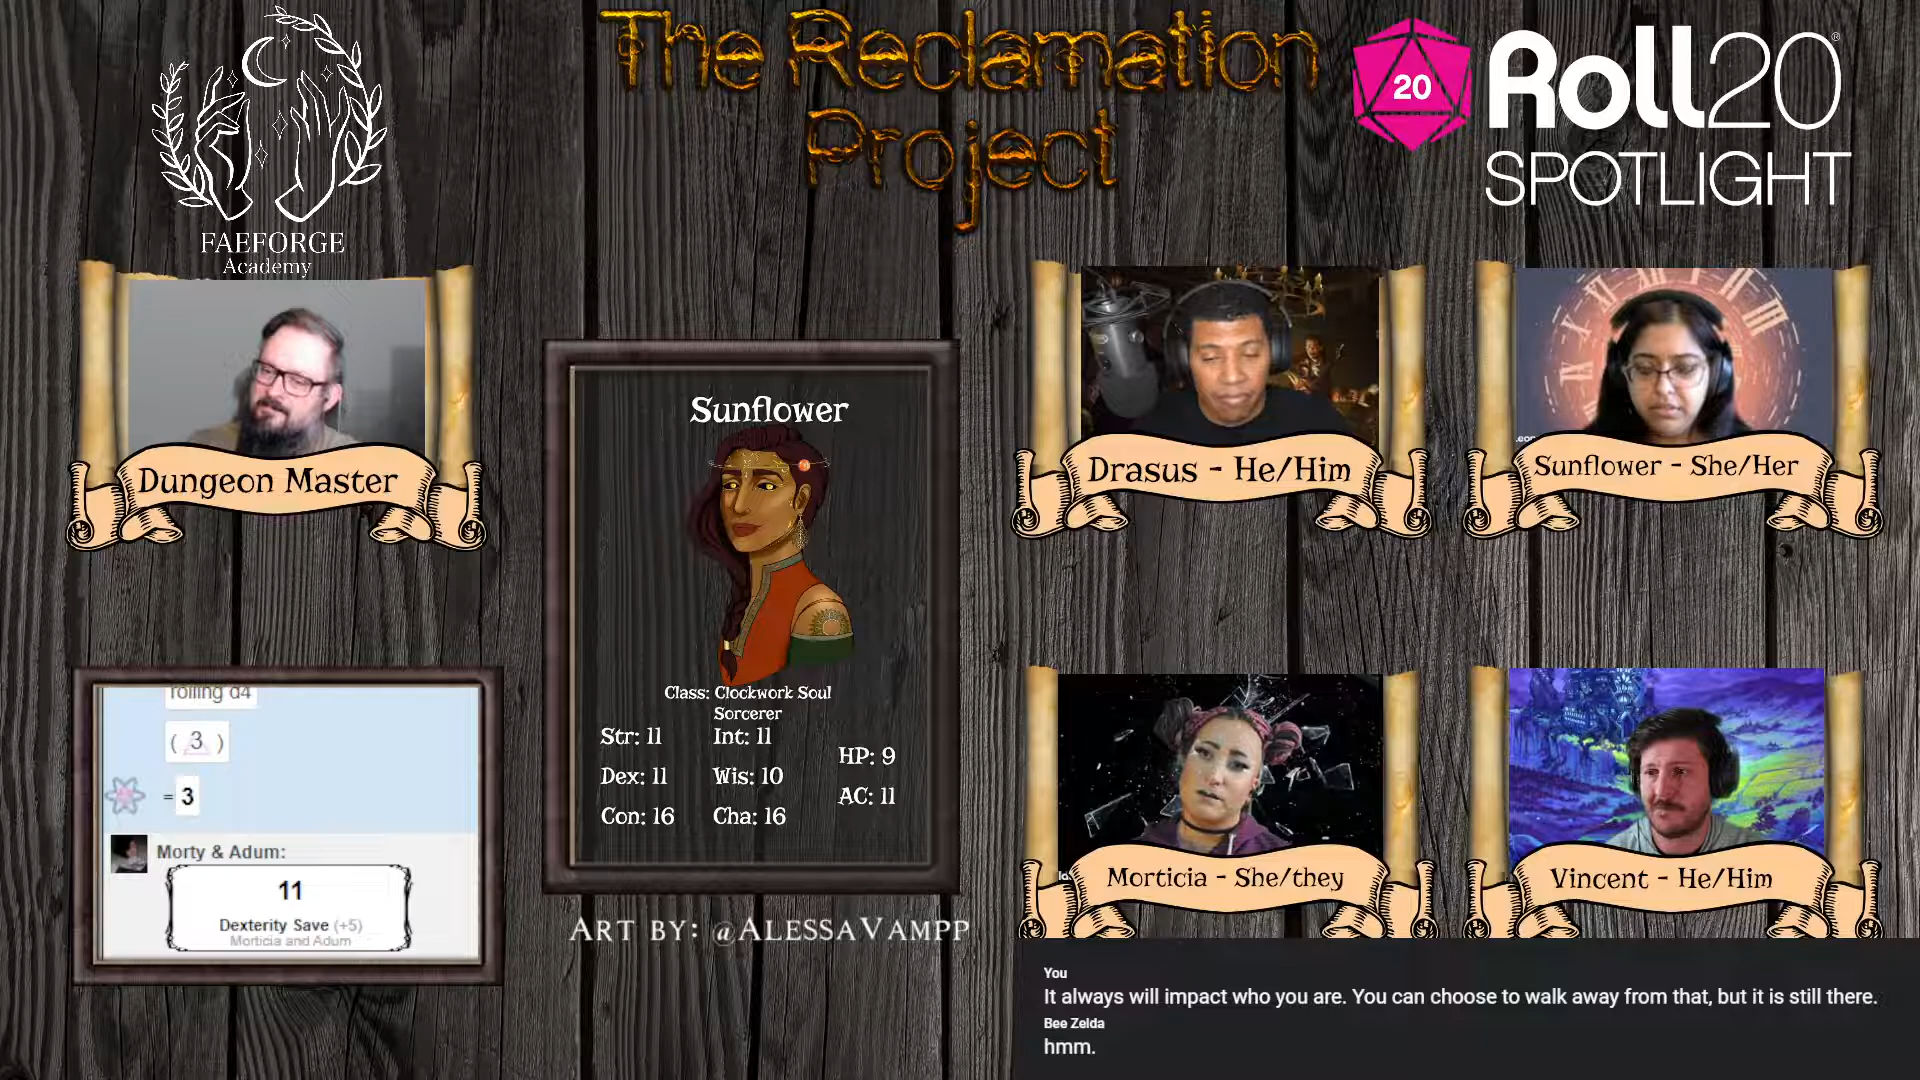 The Reclamation
Project
20
Roll20®
SPOTLIGHT
FAEFORGE
Academy
Dungeon Master
Drasus - He/Him
Sunflower - She/Her
Sunflower
Class: Clockwork Soul
Sorcerer
Str: 11
Int: 11
HP: 9
Dex: 11
Wis: 10
AC: 11
Con: 16
Cha: 16
ART BY: @ALESSAVAMPP
rolling d4
( 3 )
= 3
Morty & Adum:
11
Dexterity Save (+5)
Morticia and Adum
Morticia - She/they
Vincent - He/Him
You
It always will impact who you are. You can choose to walk away from that, but it is still there.
Bee Zelda
hmm.